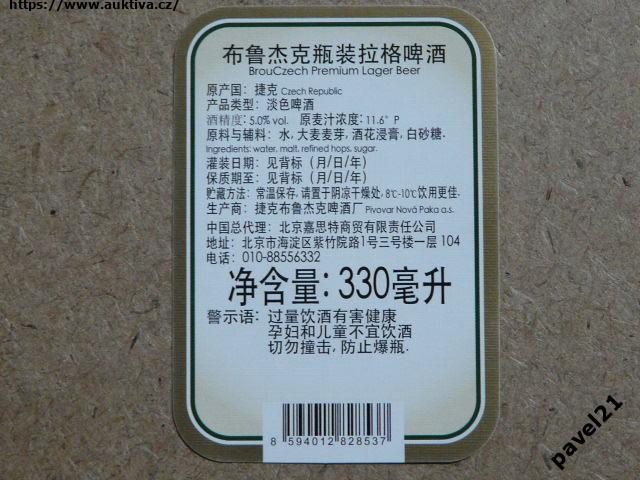 https://www.auktiva.cz/
布鲁杰克瓶装拉格啤酒
BrouCzech Premium Lager Beer
原产国：捷克 Czech Republic
产品类型：淡色啤酒
酒精度：5.0% vol. 原麦汁浓度：11.6° P
原料与辅料：水, 大麦麦芽, 酒花浸膏, 白砂糖.
Ingredients: water, malt, refined hops, sugar.
灌装日期：见背标（月/日/年）
保质期至：见背标（月/日/年）
贮藏方法：常温保存, 请置于阴凉干燥处, 8℃-10℃饮用更佳.
生产商：捷克布鲁杰克啤酒厂 Pivovar Nová Paka a.s.
中国总代理：北京嘉思特商贸有限责任公司
地址：北京市海淀区紫竹院路1号三号楼一层 104
电话：010-88556332
净含量：330毫升
警示语：过量饮酒有害健康
孕妇和儿童不宜饮酒
切勿撞击, 防止爆瓶.
8 594012 828537
pavel21